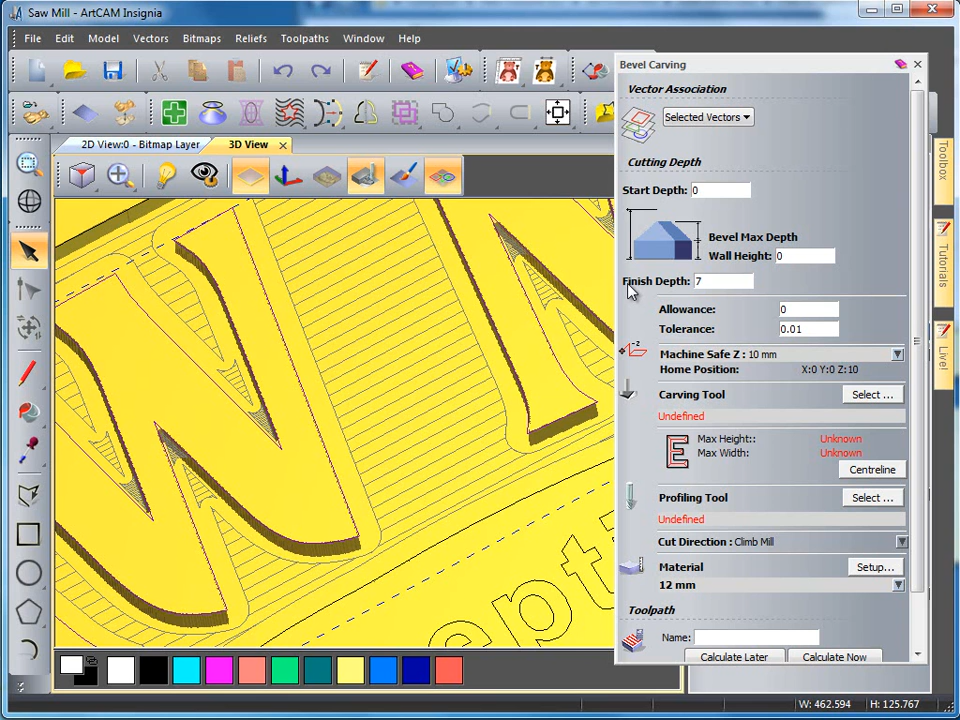 Saw Mill - ArtCAM Insignia
File Edit Model Vectors Bitmaps Reliefs Toolpaths Window Help
Bevel Carving
Vector Association
Selected Vectors
2D View:0 - Bitmap Layer 3D View
Cutting Depth
Start Depth: 0
Bevel Max Depth
Wall Height: 0
Finish Depth: 7
Allowance: 0
Tolerance: 0.01
-2
Machine Safe Z : 10 mm
Home Position: X:0 Y:0 Z:10
Carving Tool Select ...
Undefined
Max Height:: Unknown
Max Width: Unknown
E
Centreline
Profiling Tool Select ...
Undefined
Cut Direction : Climb Mill
Material Setup...
12 mm
Toolpath
Name:
Calculate Later Calculate Now
Toolbox
Tutorials
Live!
W
ept
W: 462.594 H: 125.767